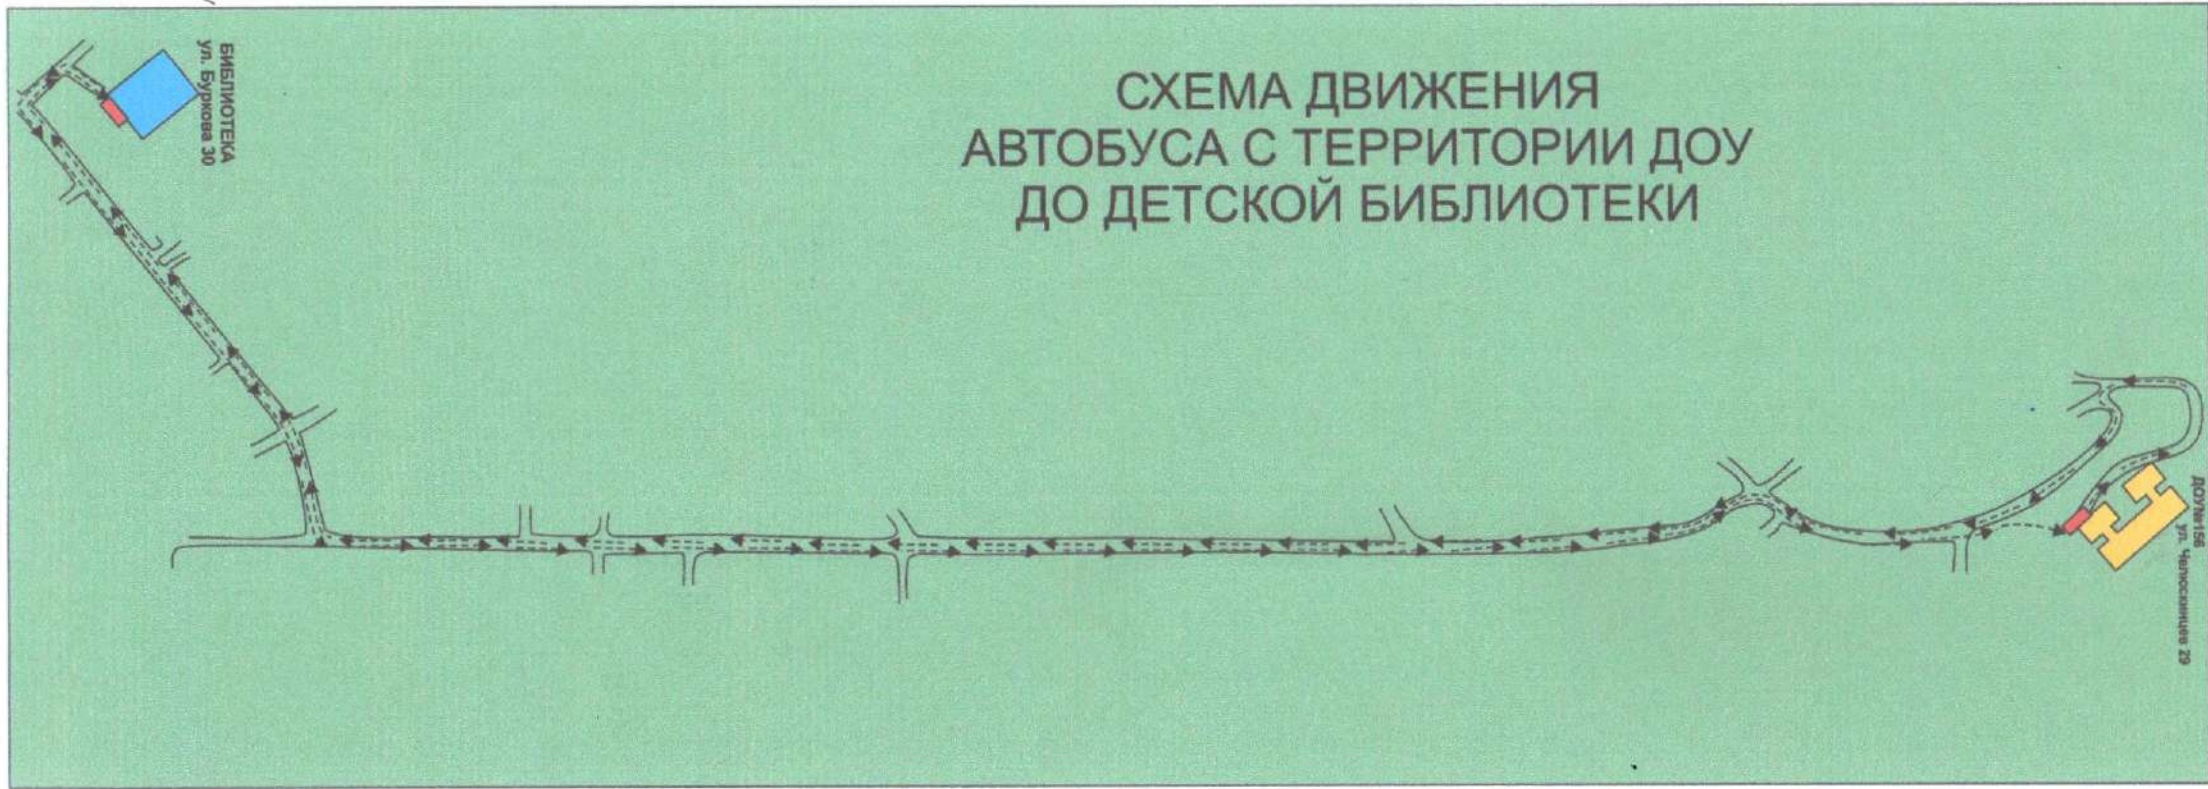 СХЕМА ДВИЖЕНИЯ
АВТОБУСА С ТЕРРИТОРИИ ДОУ
ДО ДЕТСКОЙ БИБЛИОТЕКИ
БИБЛИОТЕКА
ул. Буркова 30
ДОУ№156
ул. Челюскинцев 29